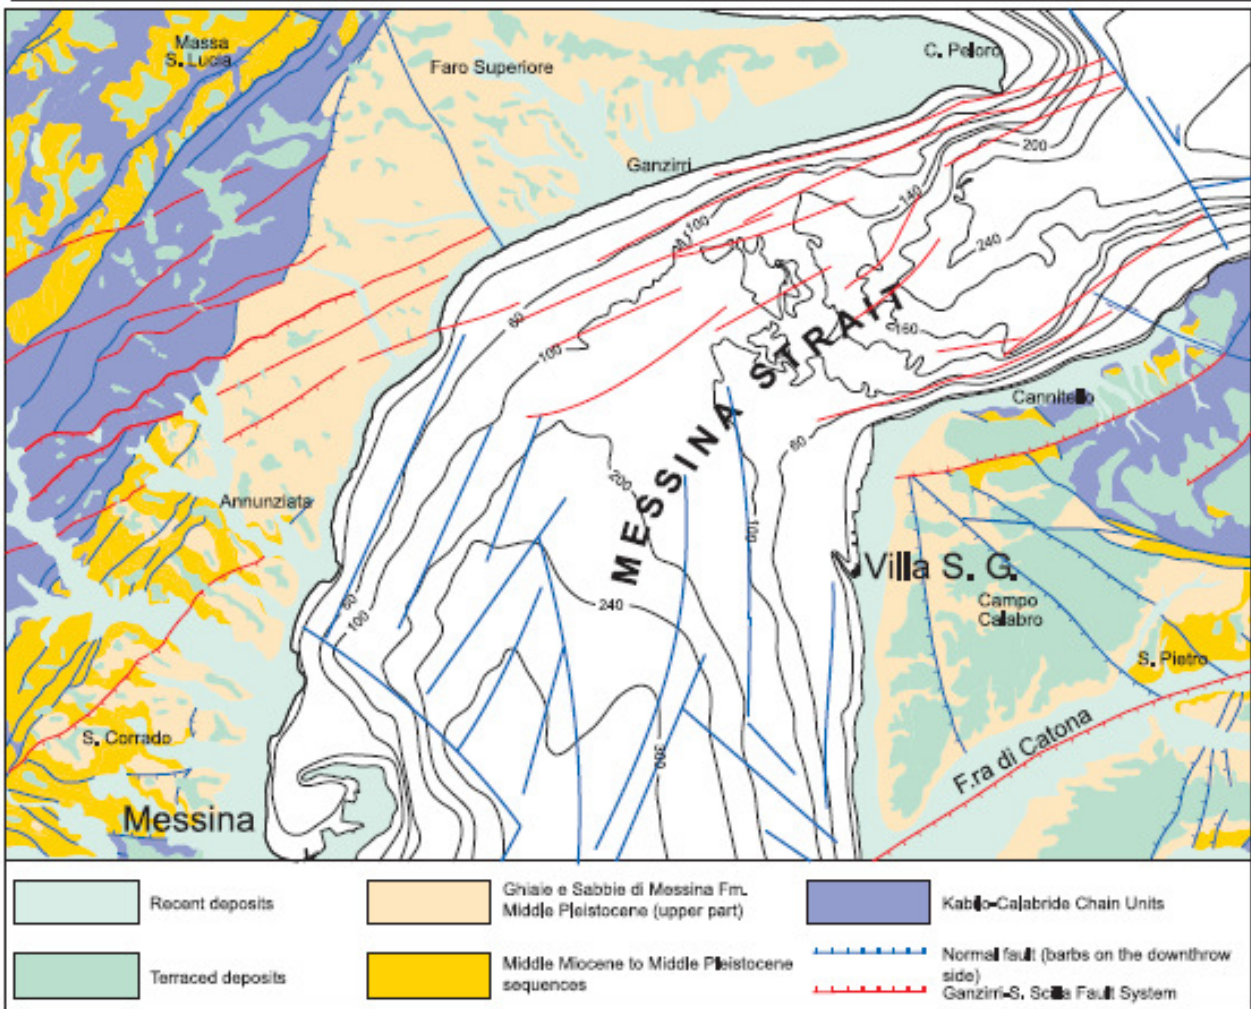 Massa
S. Lucia
Faro Superiore
C. Peloro
Ganzirri
200
140
100
240
60
100
160
MESSINA STRAIT
Cannitello
60
200
Annunziata
100
Villa S. G.
240
60
100
Campo
Calabro
S. Pietro
S. Corrado
300
F.ra di Catona
Messina
Recent deposits
Terraced deposits
Ghiaie e Sabbie di Messina Fm.
Middle Pleistocene (upper part)
Middle Miocene to Middle Pleistocene
sequences
Kabilo-Calabride Chain Units
Normal fault (barbs on the downthrow
side)
Ganzirri-S. Scilla Fault System